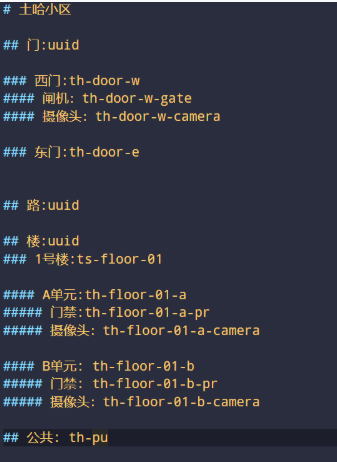 # 土哈小区
## 门:uuid
### 西门:th-door-w
#### 闸机: th-door-w-gate
#### 摄像头: th-door-w-camera
### 东门:th-door-e
## 路:uuid
## 楼:uuid
### 1号楼:ts-floor-01
#### A单元:th-floor-01-a
##### 门禁:th-floor-01-a-pr
##### 摄像头: th-floor-01-a-camera
#### B单元: th-floor-01-b
##### 门禁: th-floor-01-b-pr
##### 摄像头: th-floor-01-b-camera
## 公共: th-pu